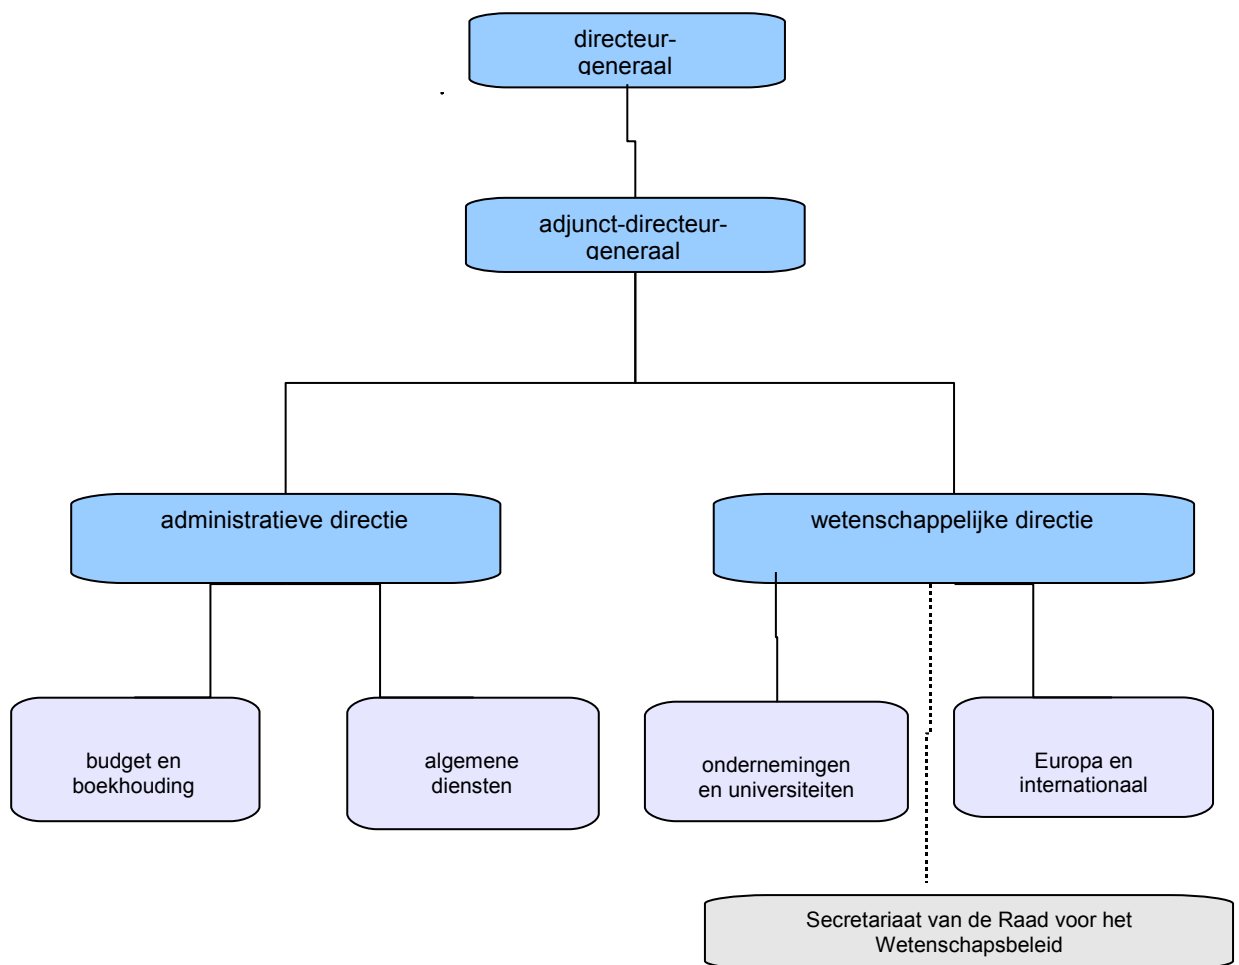 directeur-
generaal
adjunct-directeur-
generaal
administratieve directie
wetenschappelijke directie
budget en
boekhouding
algemene
diensten
ondernemingen
en universiteiten
Europa en
internationaal
Secretariaat van de Raad voor het
Wetenschapsbeleid